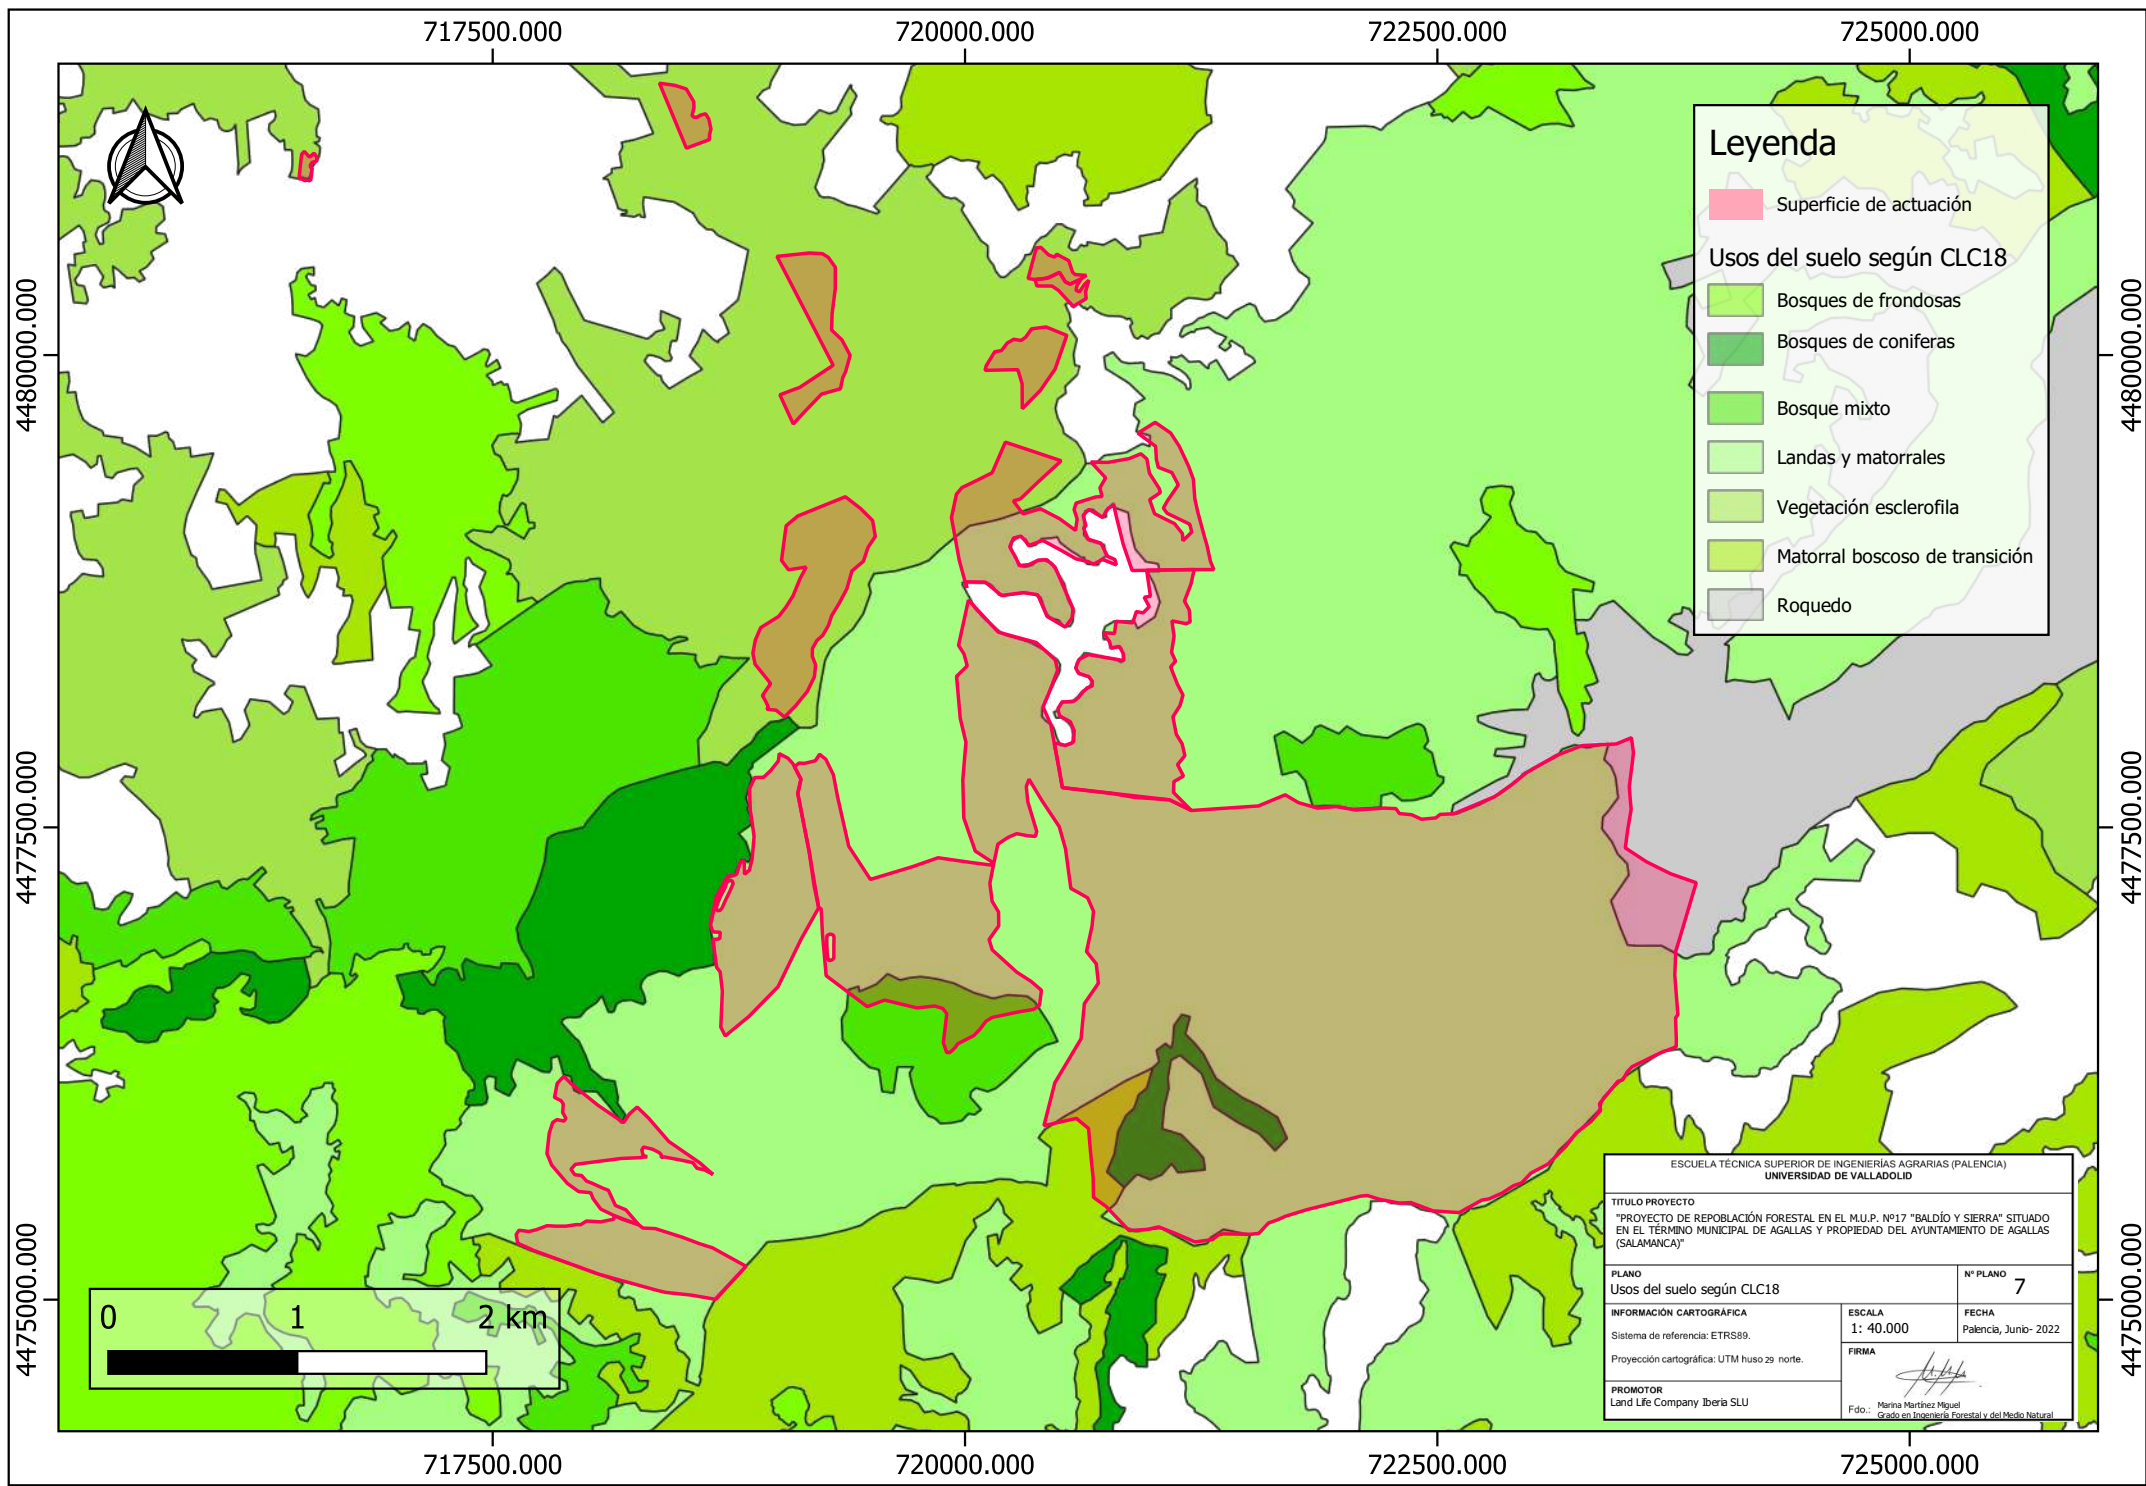 717500.000
720000.000
722500.000
725000.000
4480000.000
4477500.000
4475000.000
4480000.000
4477500.000
4475000.000
Leyenda
Superficie de actuación
Usos del suelo según CLC18
Bosques de frondosas
Bosques de coniferas
Bosque mixto
Landas y matorrales
Vegetación esclerofila
Matorral boscoso de transición
Roquedo
0 1 2 km
ESCUELA TÉCNICA SUPERIOR DE INGENIERÍAS AGRARIAS (PALENCIA)
UNIVERSIDAD DE VALLADOLID
TITULO PROYECTO
"PROYECTO DE REPOBLACIÓN FORESTAL EN EL M.U.P. Nº17 "BALDÍO Y SIERRA" SITUADO
EN EL TÉRMINO MUNICIPAL DE AGALLAS Y PROPIEDAD DEL AYUNTAMIENTO DE AGALLAS
(SALAMANCA)"
PLANO
Usos del suelo según CLC18
Nº PLANO
7
INFORMACIÓN CARTOGRÁFICA
Sistema de referencia: ETRS89.
Proyección cartográfica: UTM huso 29 norte.
ESCALA
1: 40.000
FECHA
Palencia, Junio- 2022
PROMOTOR
Land Life Company Iberia SLU
FIRMA
Fdo.: Marina Martínez Miguel
Grado en Ingeniería Forestal y del Medio Natural
717500.000
720000.000
722500.000
725000.000